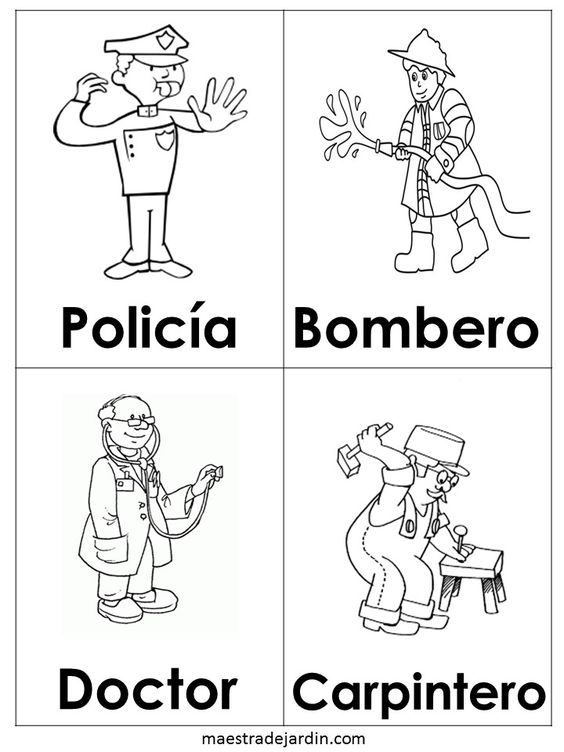 Policía
Bombero
Doctor
Carpintero
maestradejardin.com